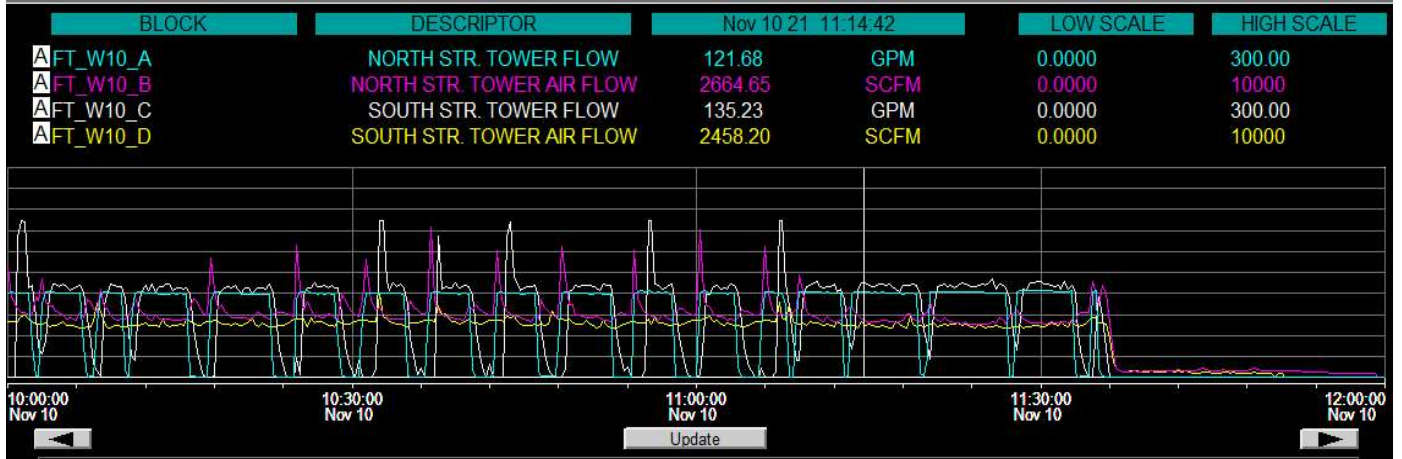 BLOCK DESCRIPTOR Nov 10 21 11:14:42 LOW SCALE HIGH SCALE
A FT_W10_A NORTH STR. TOWER FLOW 121.68 GPM 0.0000 300.00
A FT_W10_B NORTH STR. TOWER AIR FLOW 2664.65 SCFM 0.0000 10000
A FT_W10_C SOUTH STR. TOWER FLOW 135.23 GPM 0.0000 300.00
A FT_W10_D SOUTH STR. TOWER AIR FLOW 2458.20 SCFM 0.0000 10000
10:00:00 10:30:00 11:00:00 11:30:00 12:00:00
Nov 10 Nov 10 Nov 10 Nov 10 Nov 10
Update